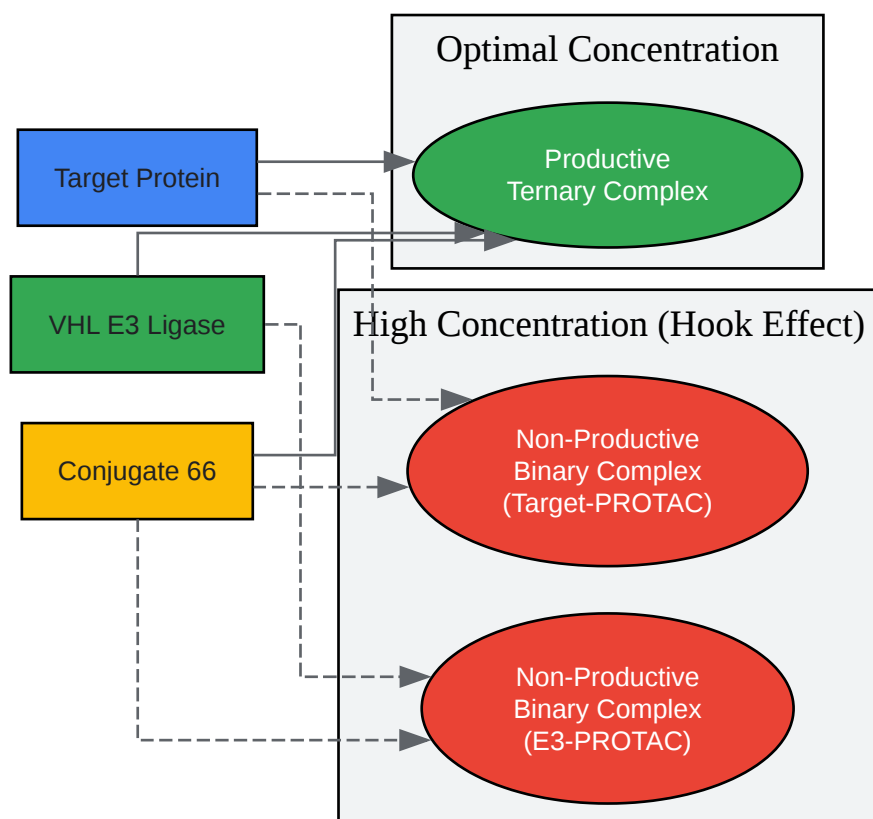 Optimal Concentration
Target Protein
Productive
Ternary Complex
VHL E3 Ligase
High Concentration (Hook Effect)
Conjugate 66
Non-Productive
Binary Complex
(Target-PROTAC)
Non-Productive
Binary Complex
(E3-PROTAC)